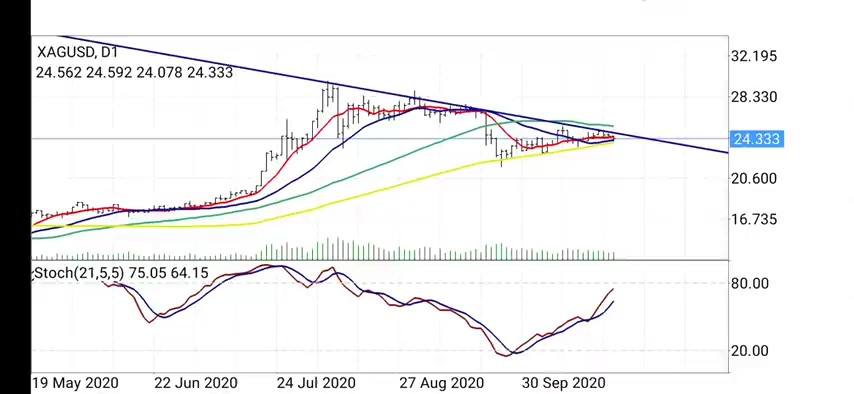 XAGUSD, D1
24.562 24.592 24.078 24.333
32.195
28.330
24.333
20.600
16.735
Stoch(21,5,5) 75.05 64.15
80.00
20.00
19 May 2020 22 Jun 2020 24 Jul 2020 27 Aug 2020 30 Sep 2020